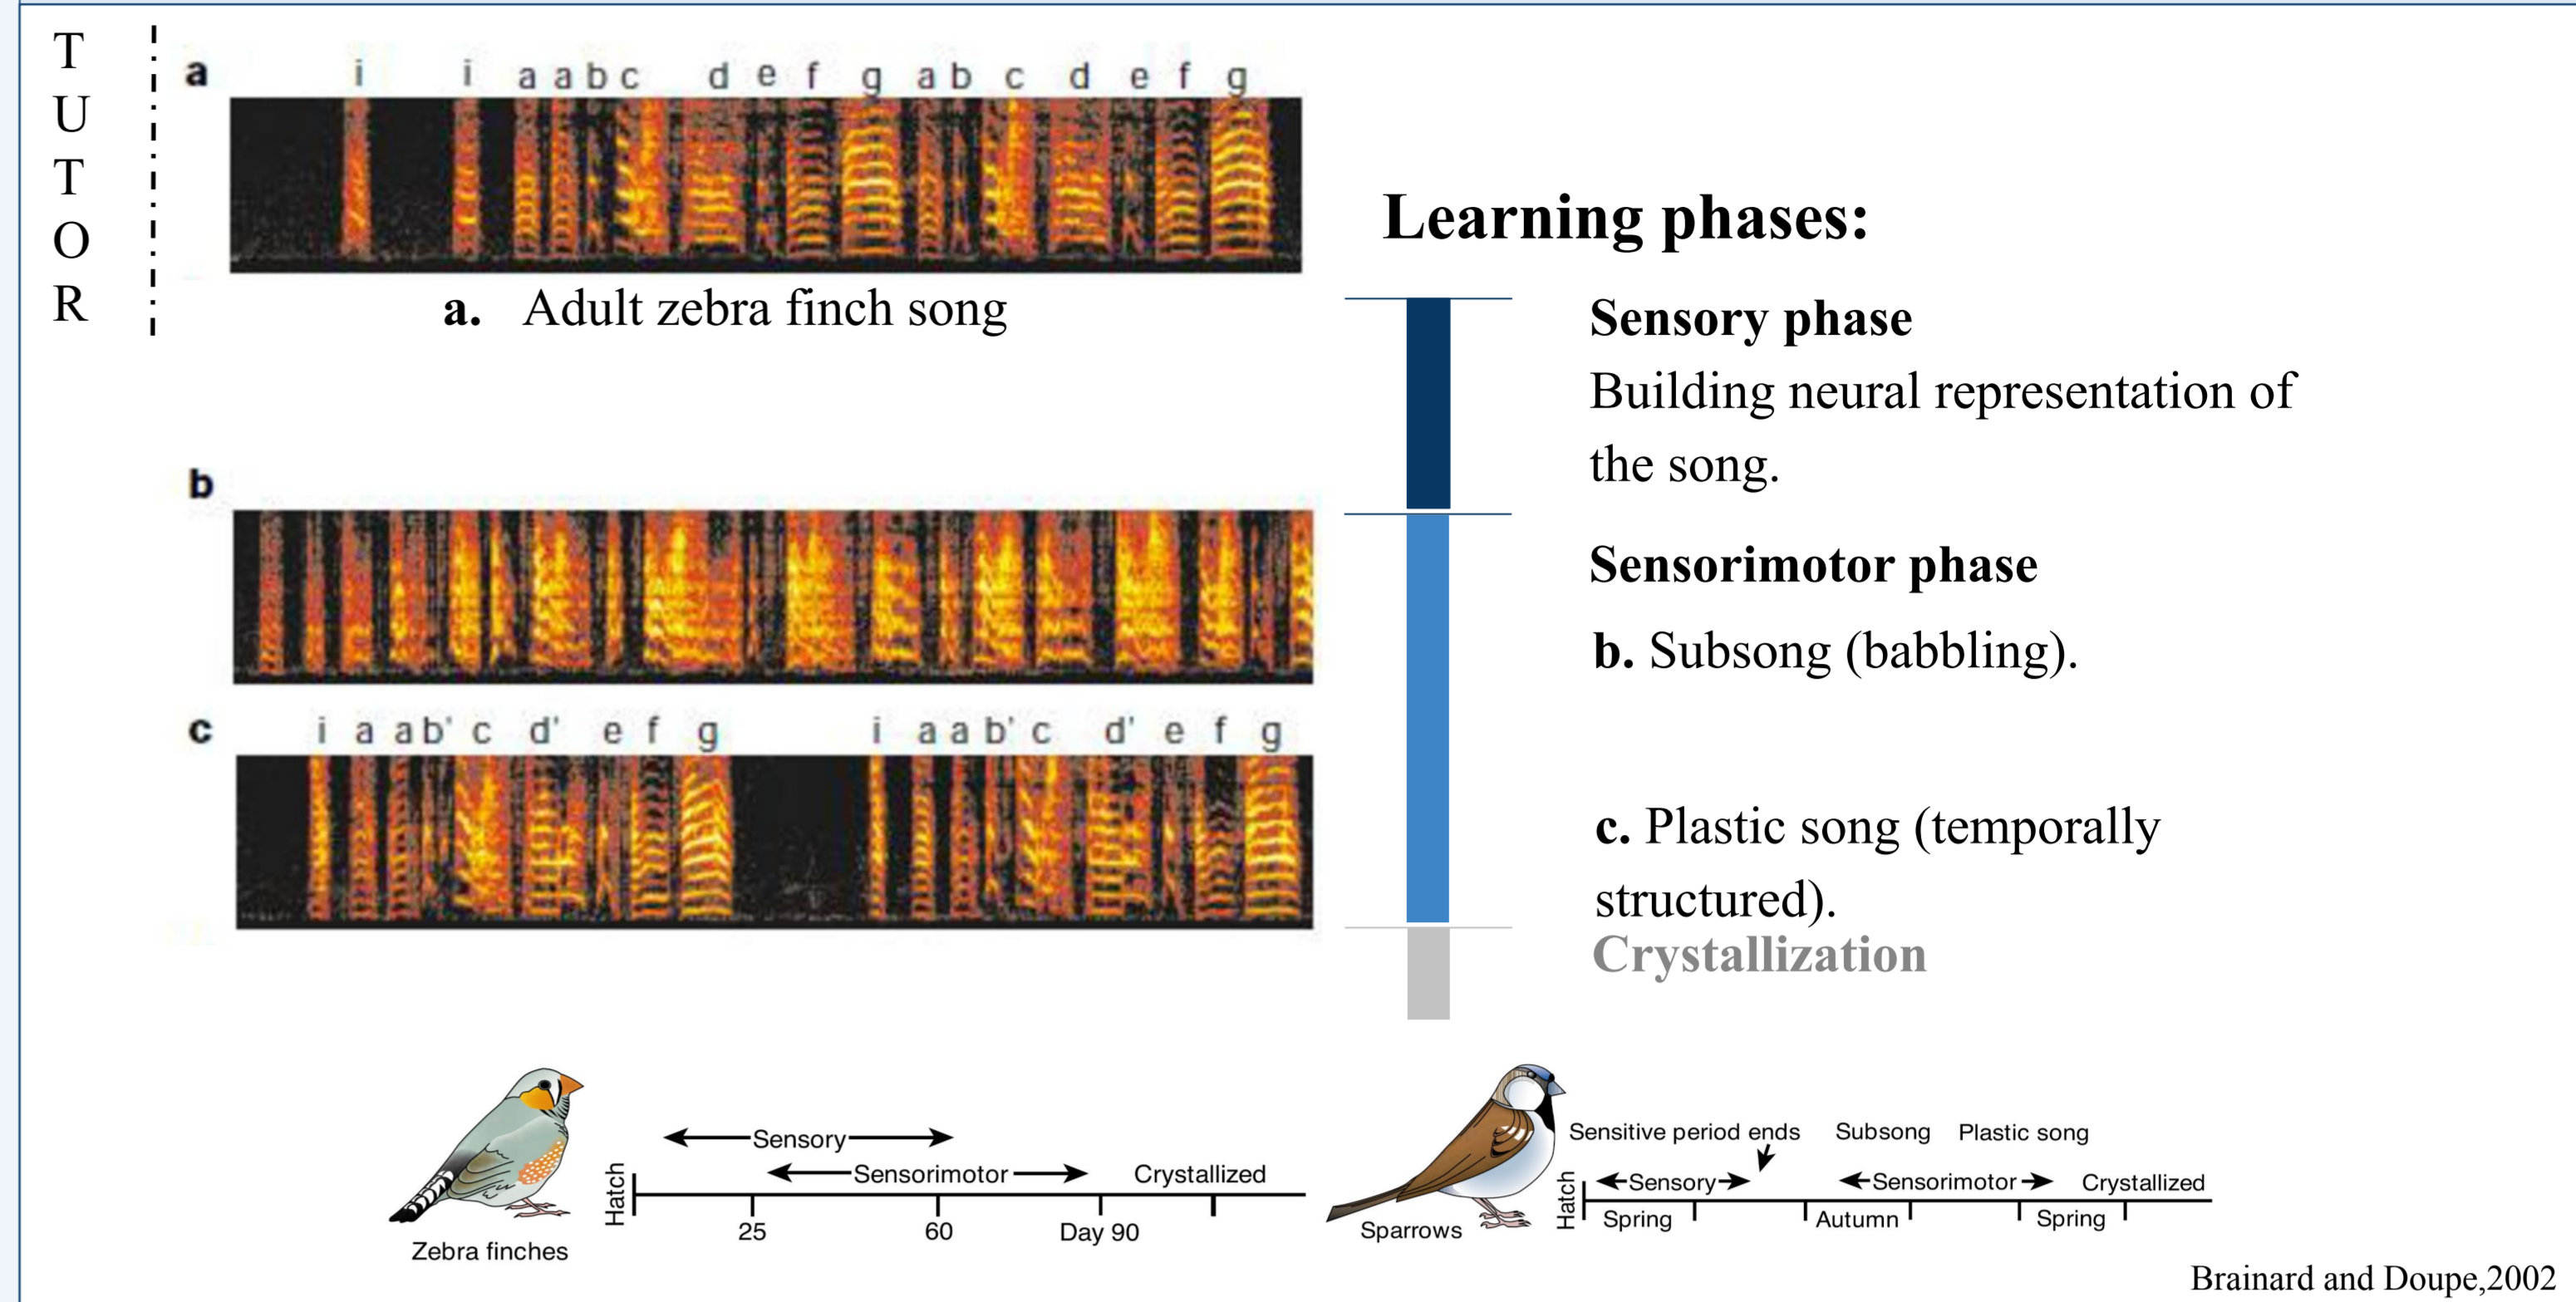 T
U
T
O
R
a
i i a a b c d e f g a b c d e f g
a. Adult zebra finch song
b
c
i a a b' c d' e f g i a a b' c d' e f g
Learning phases:
Sensory phase
Building neural representation of
the song.
Sensorimotor phase
b. Subsong (babbling).
c. Plastic song (temporally
structured).
Crystallization
Zebra finches
Hatch
Sensory
Sensorimotor
Crystallized
25 60 Day 90
Sparrows
Hatch
Sensitive period ends Subsong Plastic song
Sensory Sensorimotor Crystallized
Spring Autumn Spring
Brainard and Doupe,2002